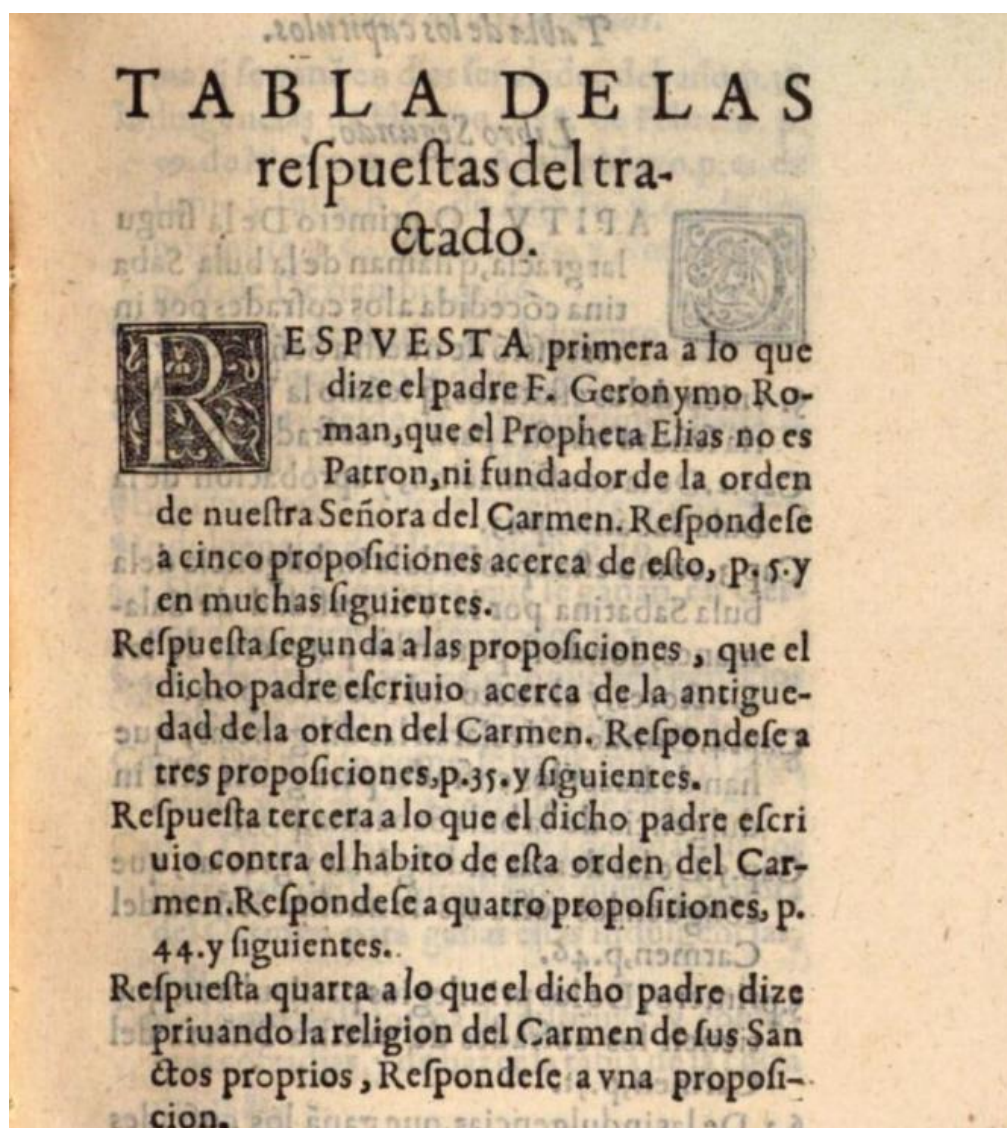 TABLA DELAS
respuestas del tra-
ctado.
RESPVESTA primera a lo que
dize el padre F. Geronymo Ro-
man, que el Propheta Elias no es
Patron, ni fundador de la orden
de nuestra Señora del Carmen. Respondese
a cinco proposiciones acerca de esto, p. 5. y
en muchas siguientes.
Respuesta segunda a las proposiciones, que el
dicho padre escriuio acerca de la antigue-
dad de la orden del Carmen. Respondese a
tres proposiciones, p.35. y siguientes.
Respuesta tercera a lo que el dicho padre escri
uio contra el habito de esta orden del Car-
men. Respondese a quatro propositiones, p.
44. y siguientes.
Respuesta quarta a lo que el dicho padre dize
priuando la religion del Carmen de sus San
ctos proprios, Respondese a vna proposi-
cion.